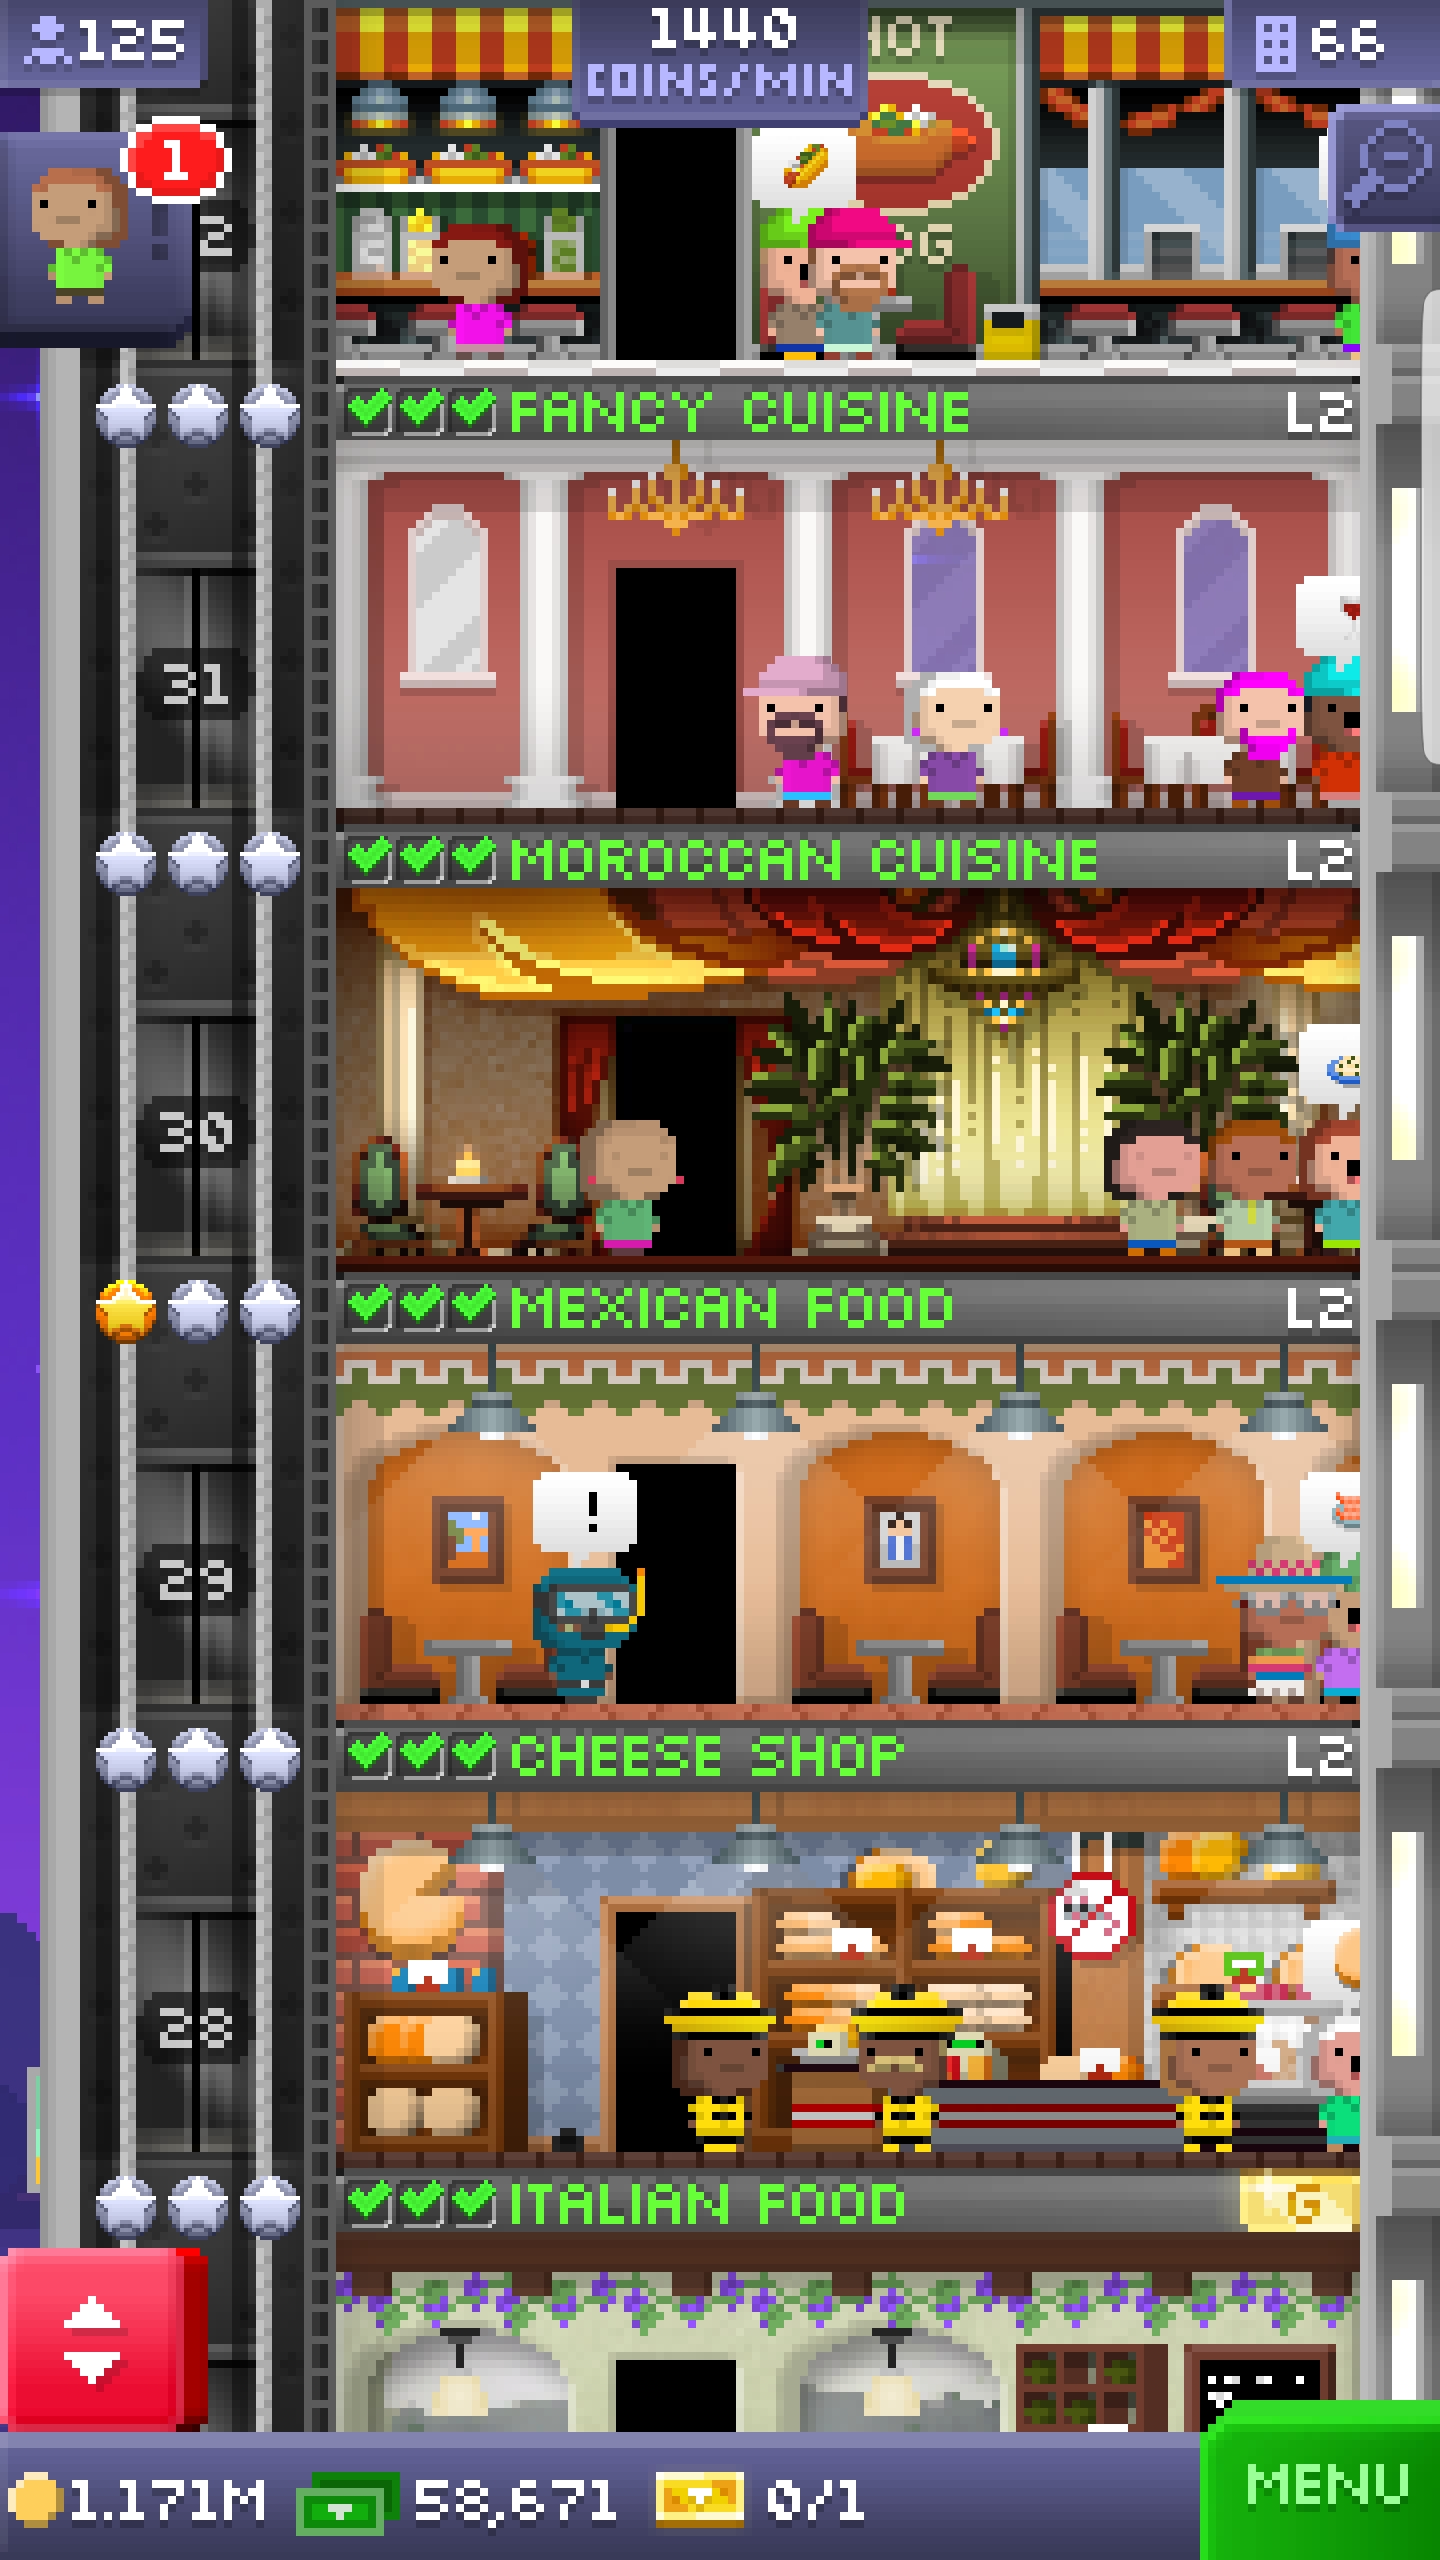 125
1440
COINS/MIN
66
1
2
FANCY CUISINE L2
31
MOROCCAN CUISINE L2
30
MEXICAN FOOD L2
!
29
CHEESE SHOP L2
28
ITALIAN FOOD G
1.171M 58,671 0/1
MENU